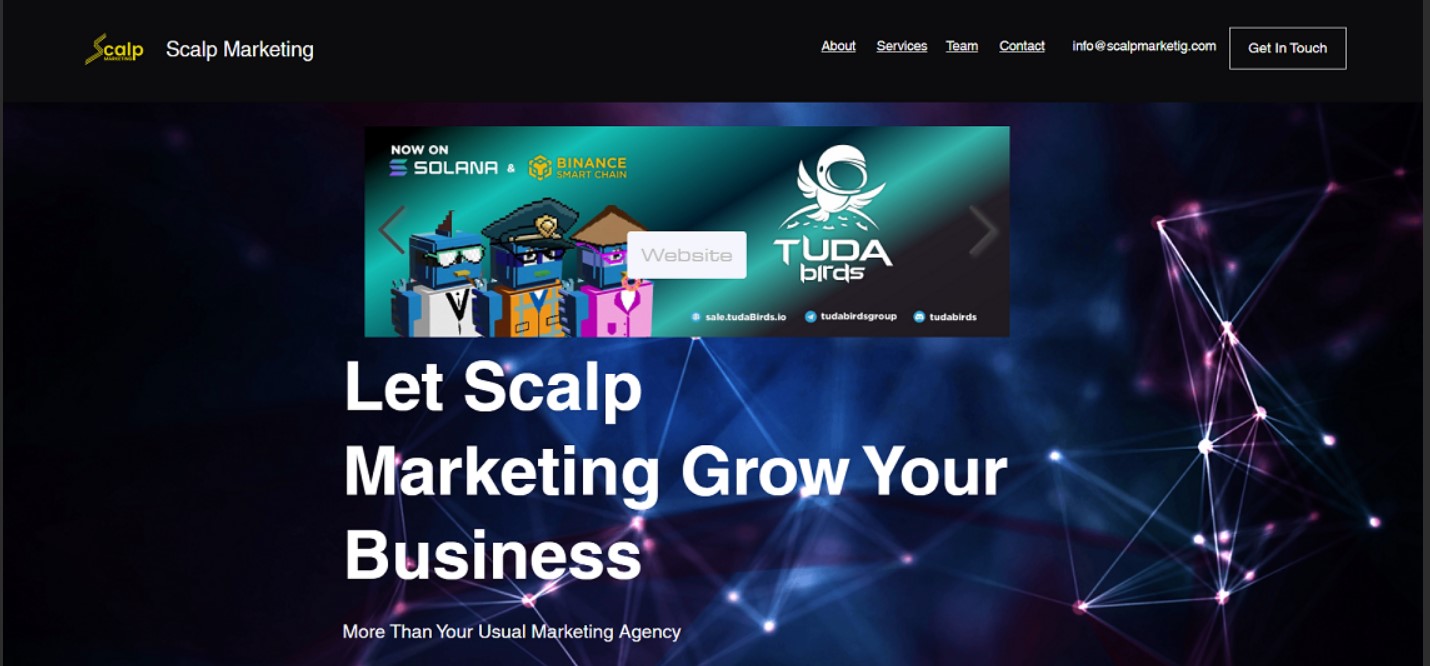 Scalp
MARKETING
Scalp Marketing
About Services Team Contact info@scalpmarketig.com Get In Touch
NOW ON
SOLANA & BINANCE
SMART CHAIN
Website
TUDA
birds
sale.tudaBirds.io tudabirdsgroup tudabirds
Let Scalp
Marketing Grow Your
Business
More Than Your Usual Marketing Agency